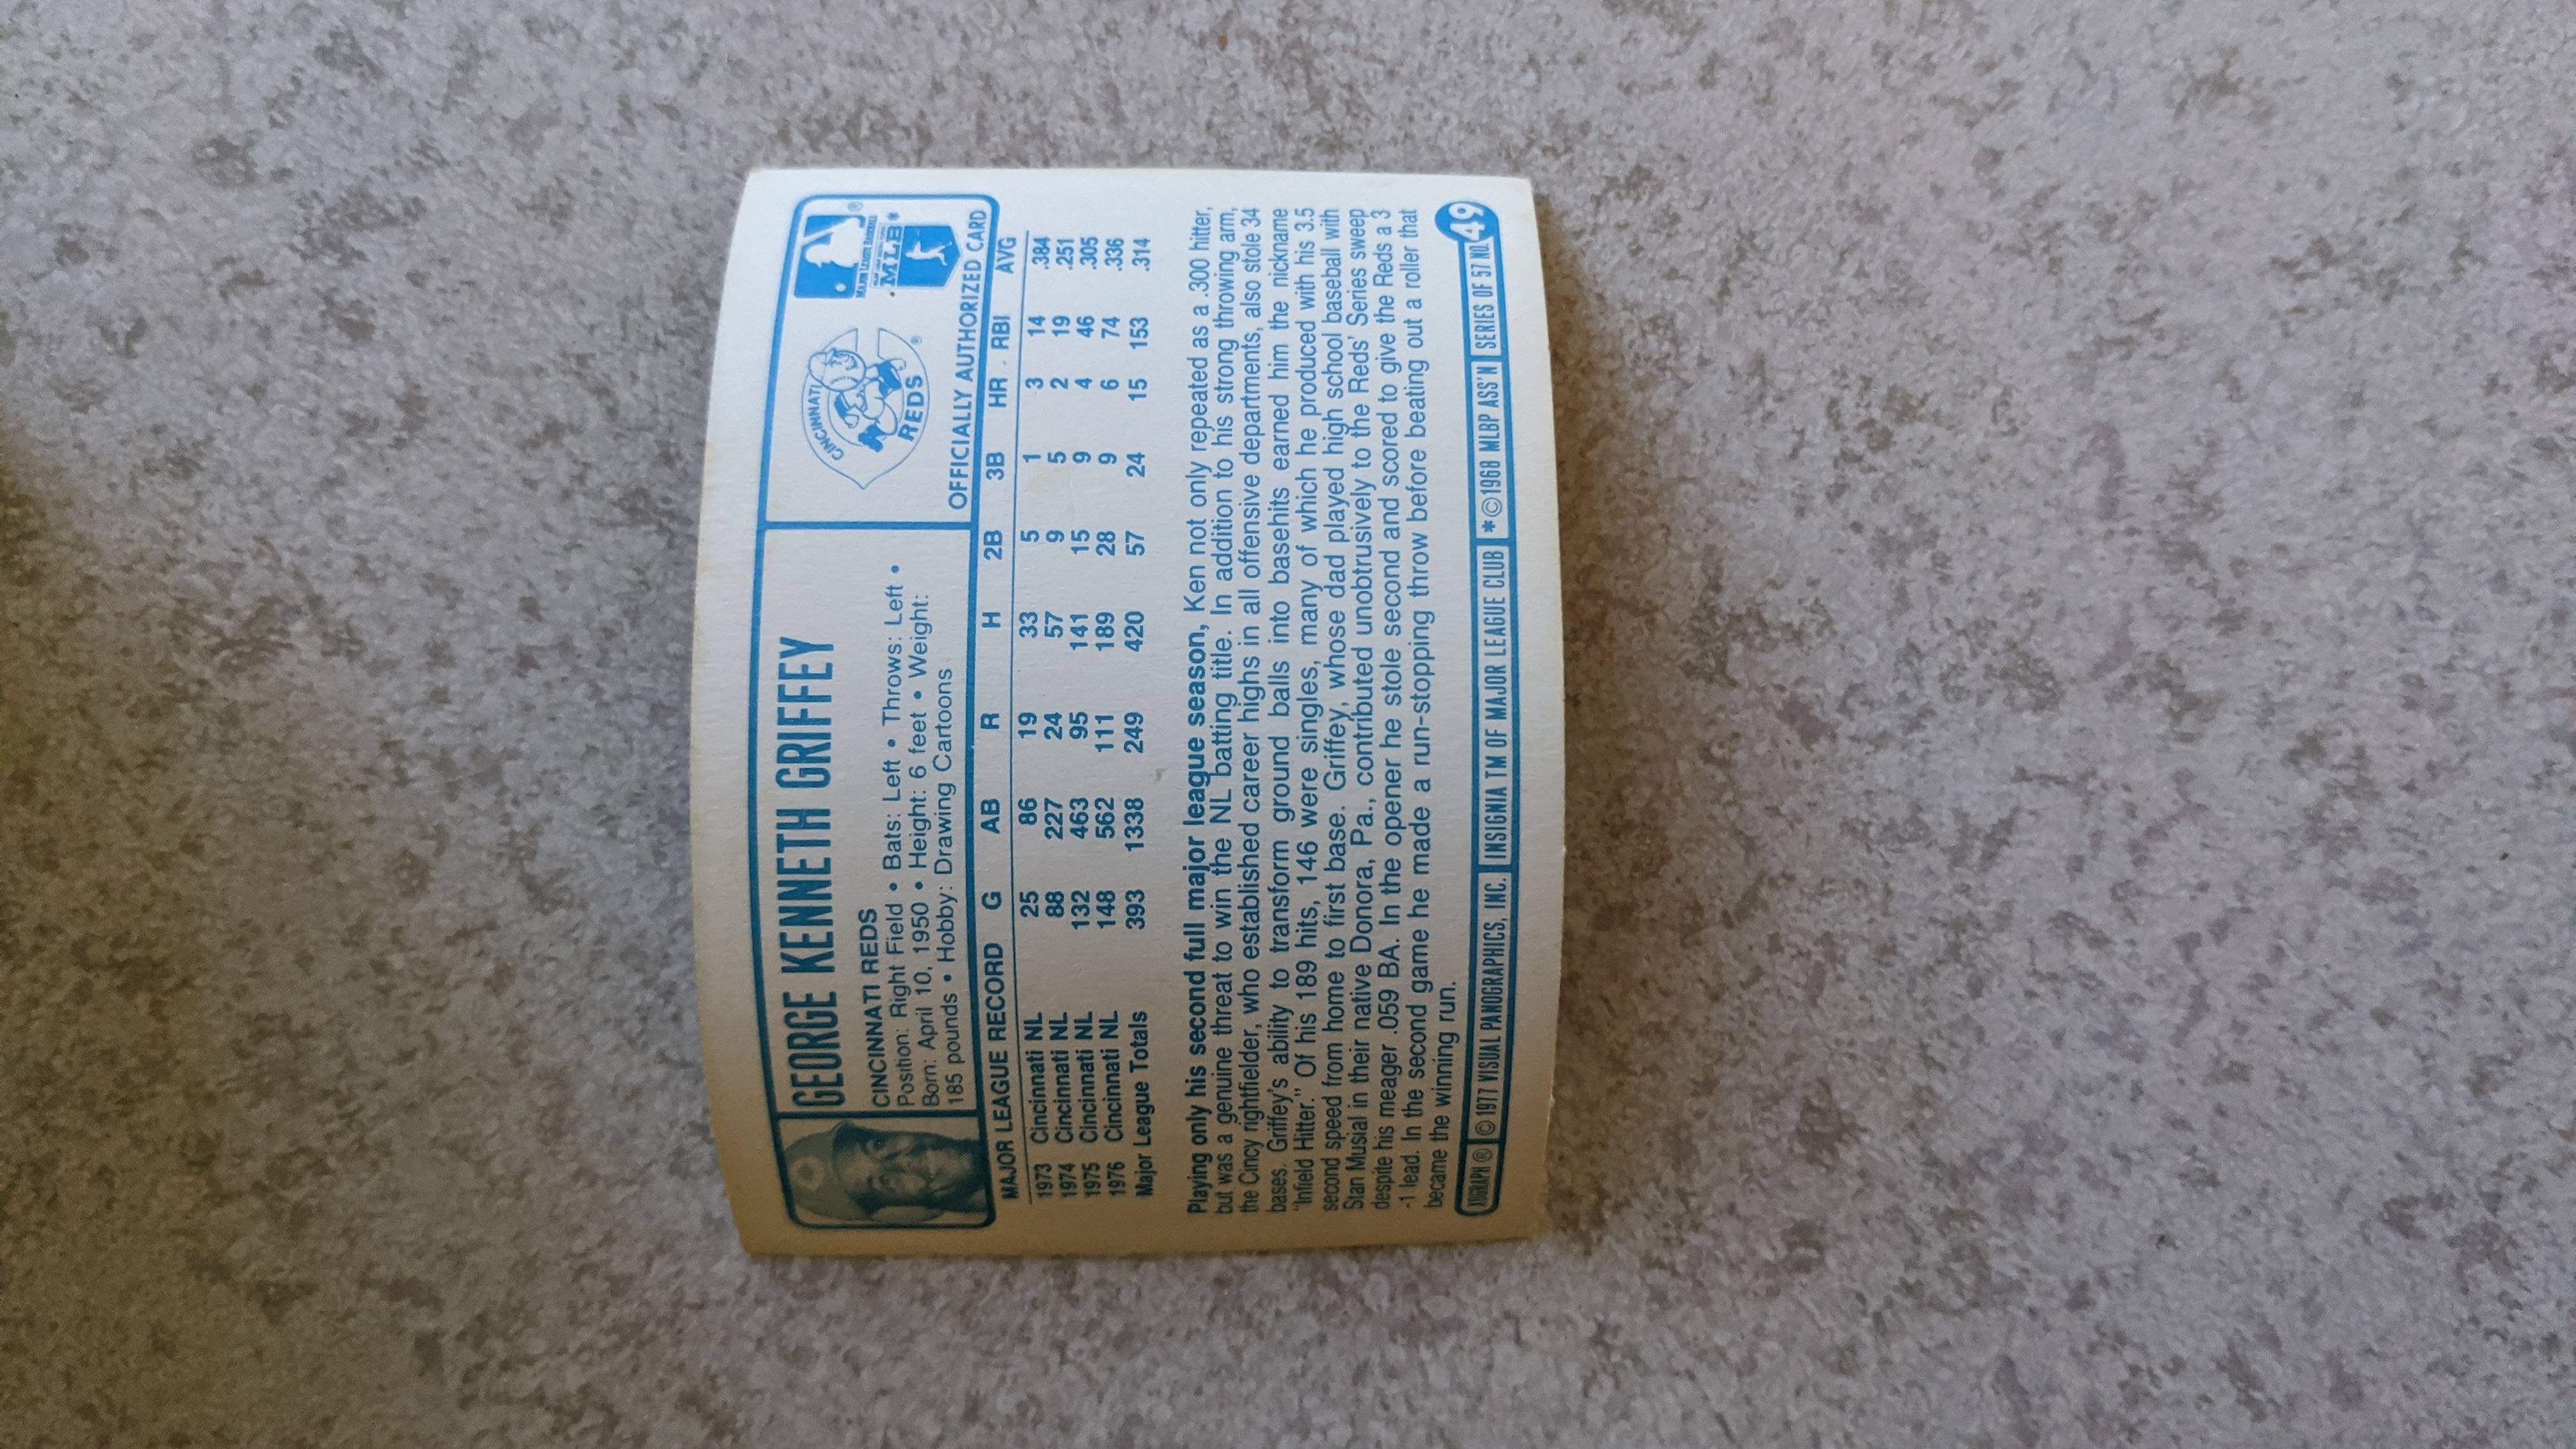 GEORGE KENNETH GRIFFEY
CINCINNATI REDS
Position: Right Field • Bats: Left • Throws: Left •
Born: April 10, 1950 • Height: 6 feet • Weight:
185 pounds • Hobby: Drawing Cartoons
CINCINNATI
REDS
®
®
MLB*
OFFICIALLY AUTHORIZED CARD
MAJOR LEAGUE RECORD G AB R H 2B 3B HR RBI AVG
1973 Cincinnati NL 25 86 19 33 5 1 3 14 .384
1974 Cincinnati NL 88 227 24 57 9 5 2 19 .251
1975 Cincinnati NL 132 463 95 141 15 9 4 46 .305
1976 Cincinnati NL 148 562 111 189 28 9 6 74 .336
Major League Totals 393 1338 249 420 57 24 15 153 .314
Playing only his second full major league season, Ken not only repeated as a .300 hitter,
but was a genuine threat to win the NL batting title. In addition to his strong throwing arm,
the Cincy rightfielder, who established career highs in all offensive departments, also stole 34
bases. Griffey's ability to transform ground balls into basehits earned him the nickname
"Infield Hitter." Of his 189 hits, 146 were singles, many of which he produced with his 3.5
second speed from home to first base. Griffey, whose dad played high school baseball with
Stan Musial in their native Donora, Pa., contributed unobtrusively to the Reds' Series sweep
despite his meager .059 BA. In the opener he stole second and scored to give the Reds a 3
-1 lead. In the second game he made a run-stopping throw before beating out a roller that
became the winning run.
XOGRAPH ® © 1977 VISUAL PANOGRAPHICS, INC. INSIGNIA TM OF MAJOR LEAGUE CLUB *©1968 MLBP ASS'N SERIES OF 57 NO. 49